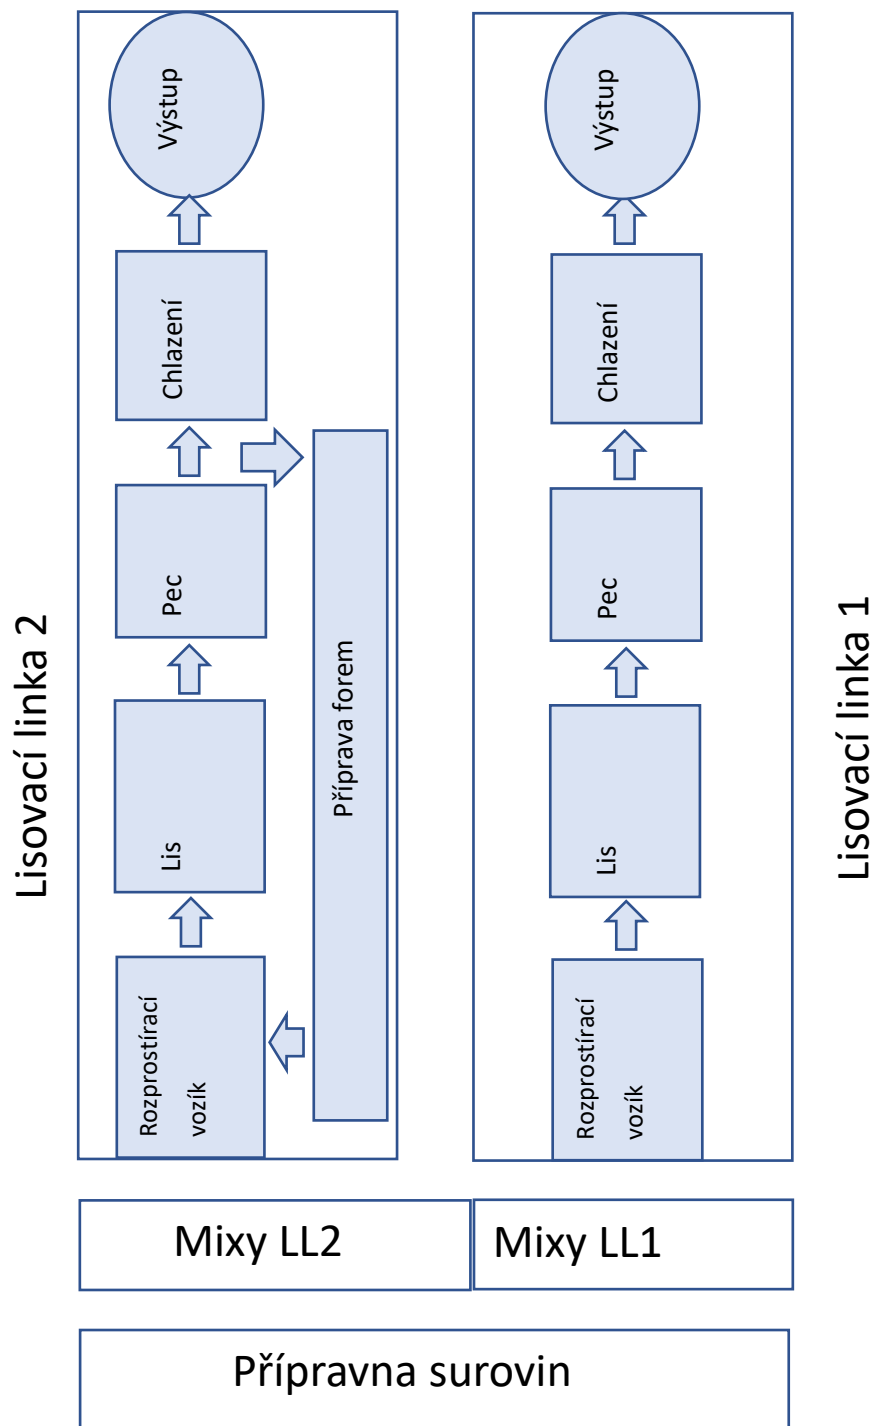 Lisovací linka 2
Výstup
Chlazení
Pec
Lis
Rozprostírací
vozík
Příprava forem
Výstup
Chlazení
Pec
Lis
Rozprostírací
vozík
Lisovací linka 1
Mixy LL2
Mixy LL1
Přípravna surovin